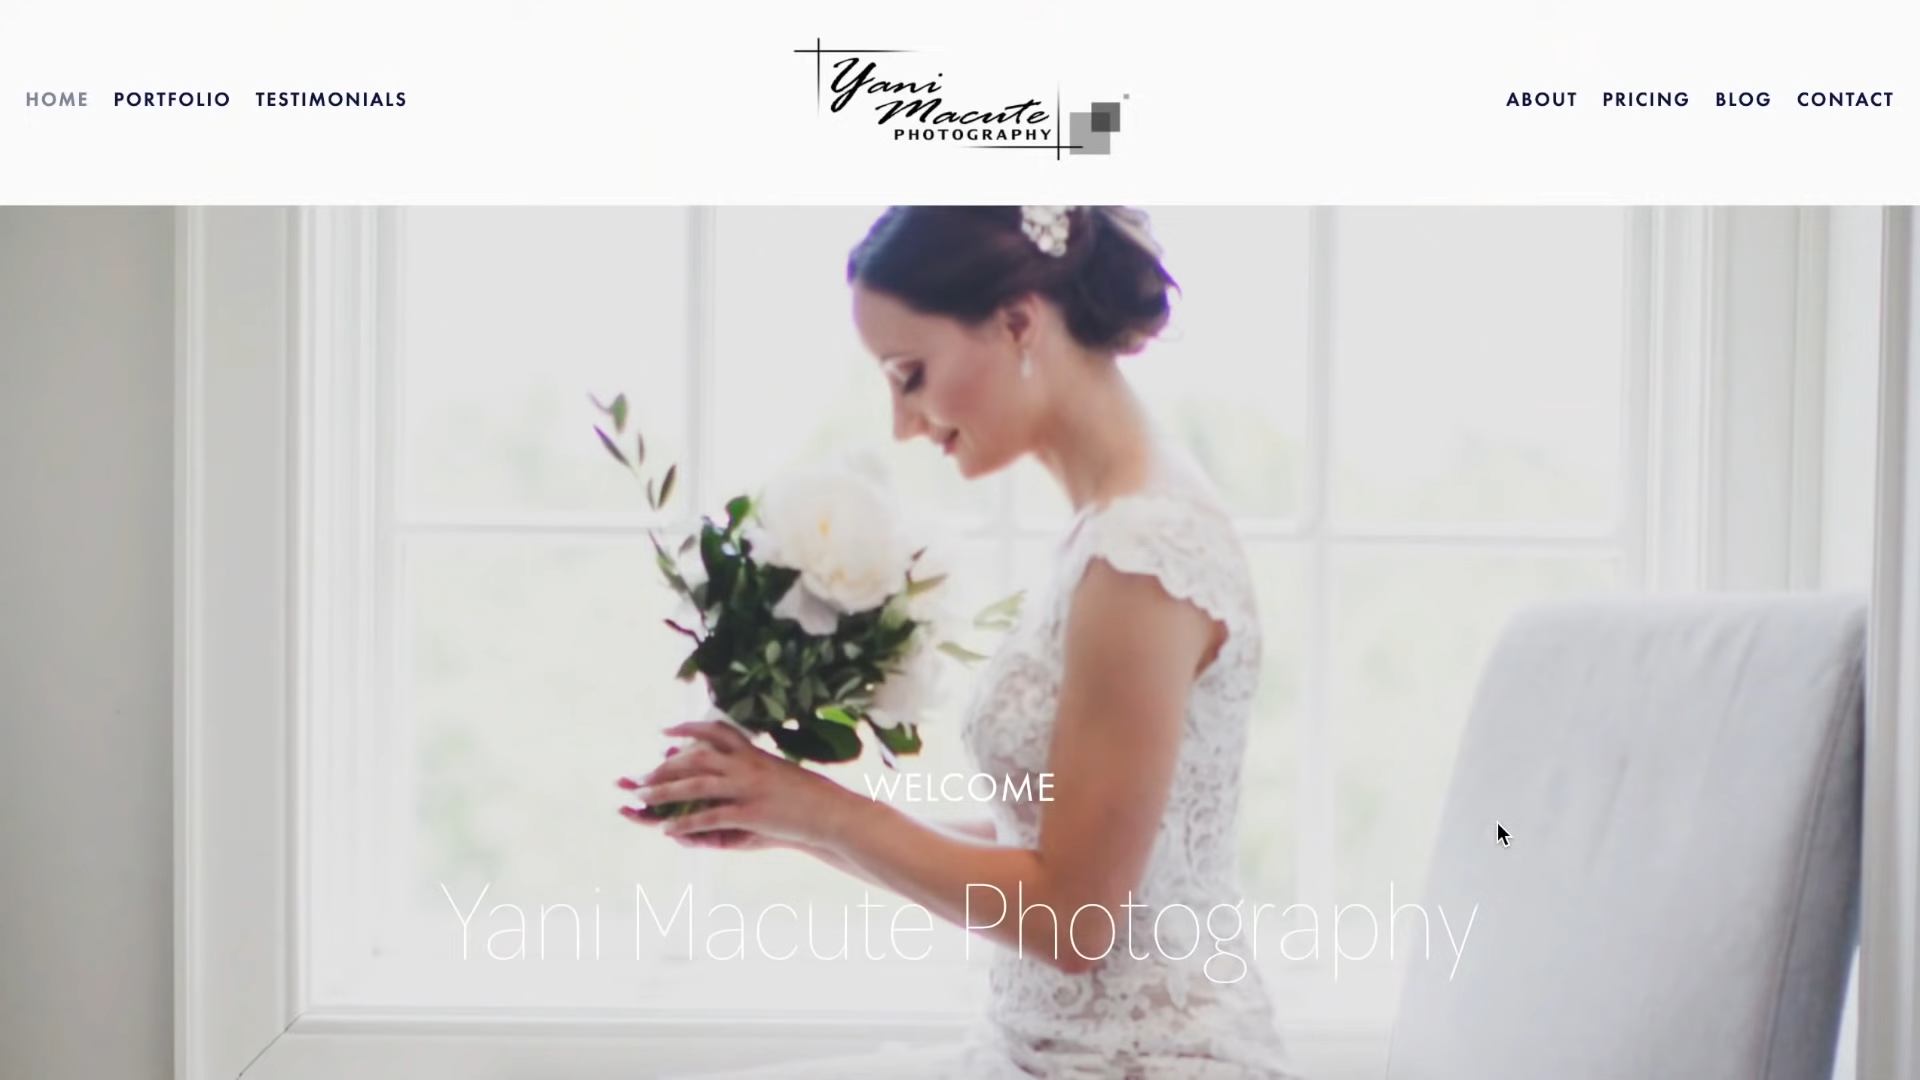 HOME PORTFOLIO TESTIMONIALS
Yani
Macute
PHOTOGRAPHY
ABOUT PRICING BLOG CONTACT
WELCOME
Yani Macute Photography